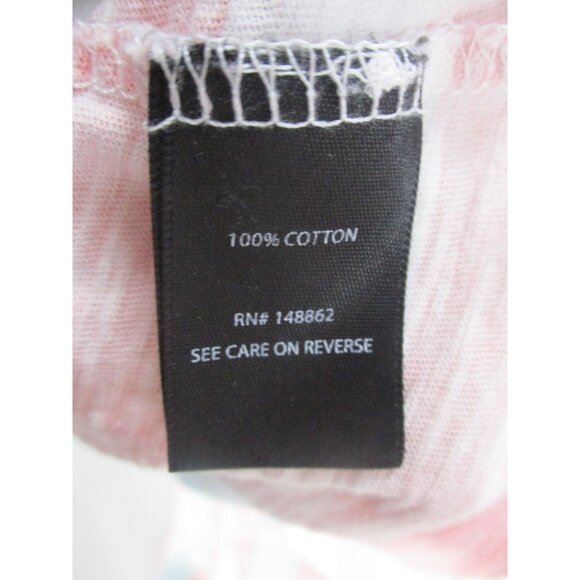 100% COTTON
RN# 148862
SEE CARE ON REVERSE